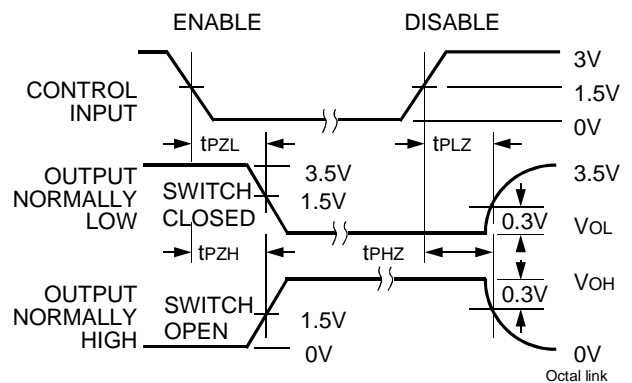 ENABLE DISABLE
3V
CONTROL
INPUT
1.5V
0V
tPZL tPLZ
OUTPUT
NORMALLY
LOW
SWITCH
CLOSED
3.5V
1.5V
3.5V
0.3V
VOL
tPZH tPHZ
OUTPUT
NORMALLY
HIGH
SWITCH
OPEN
1.5V
0V
0.3V
VOH
0V
Octal link